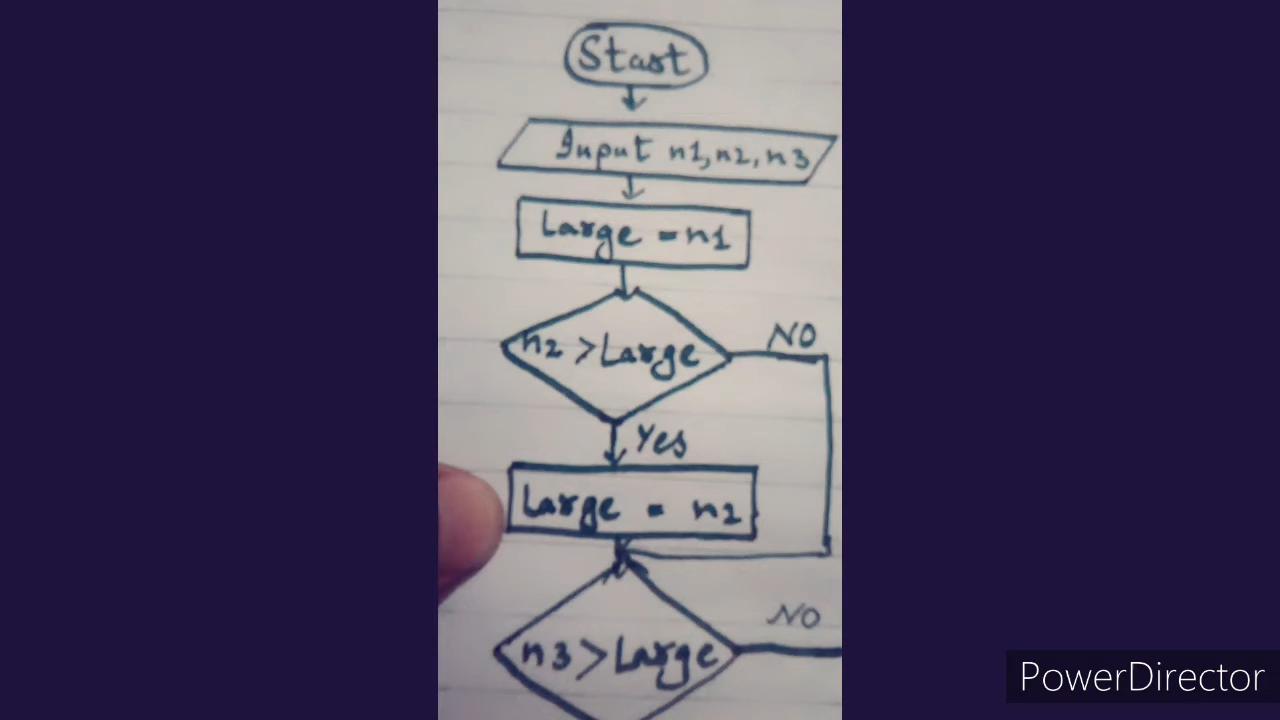 Start
Input n1, n2, n3
Large = n1
n2 > Large
NO
Yes
Large = n2
NO
n3 > Large
PowerDirector